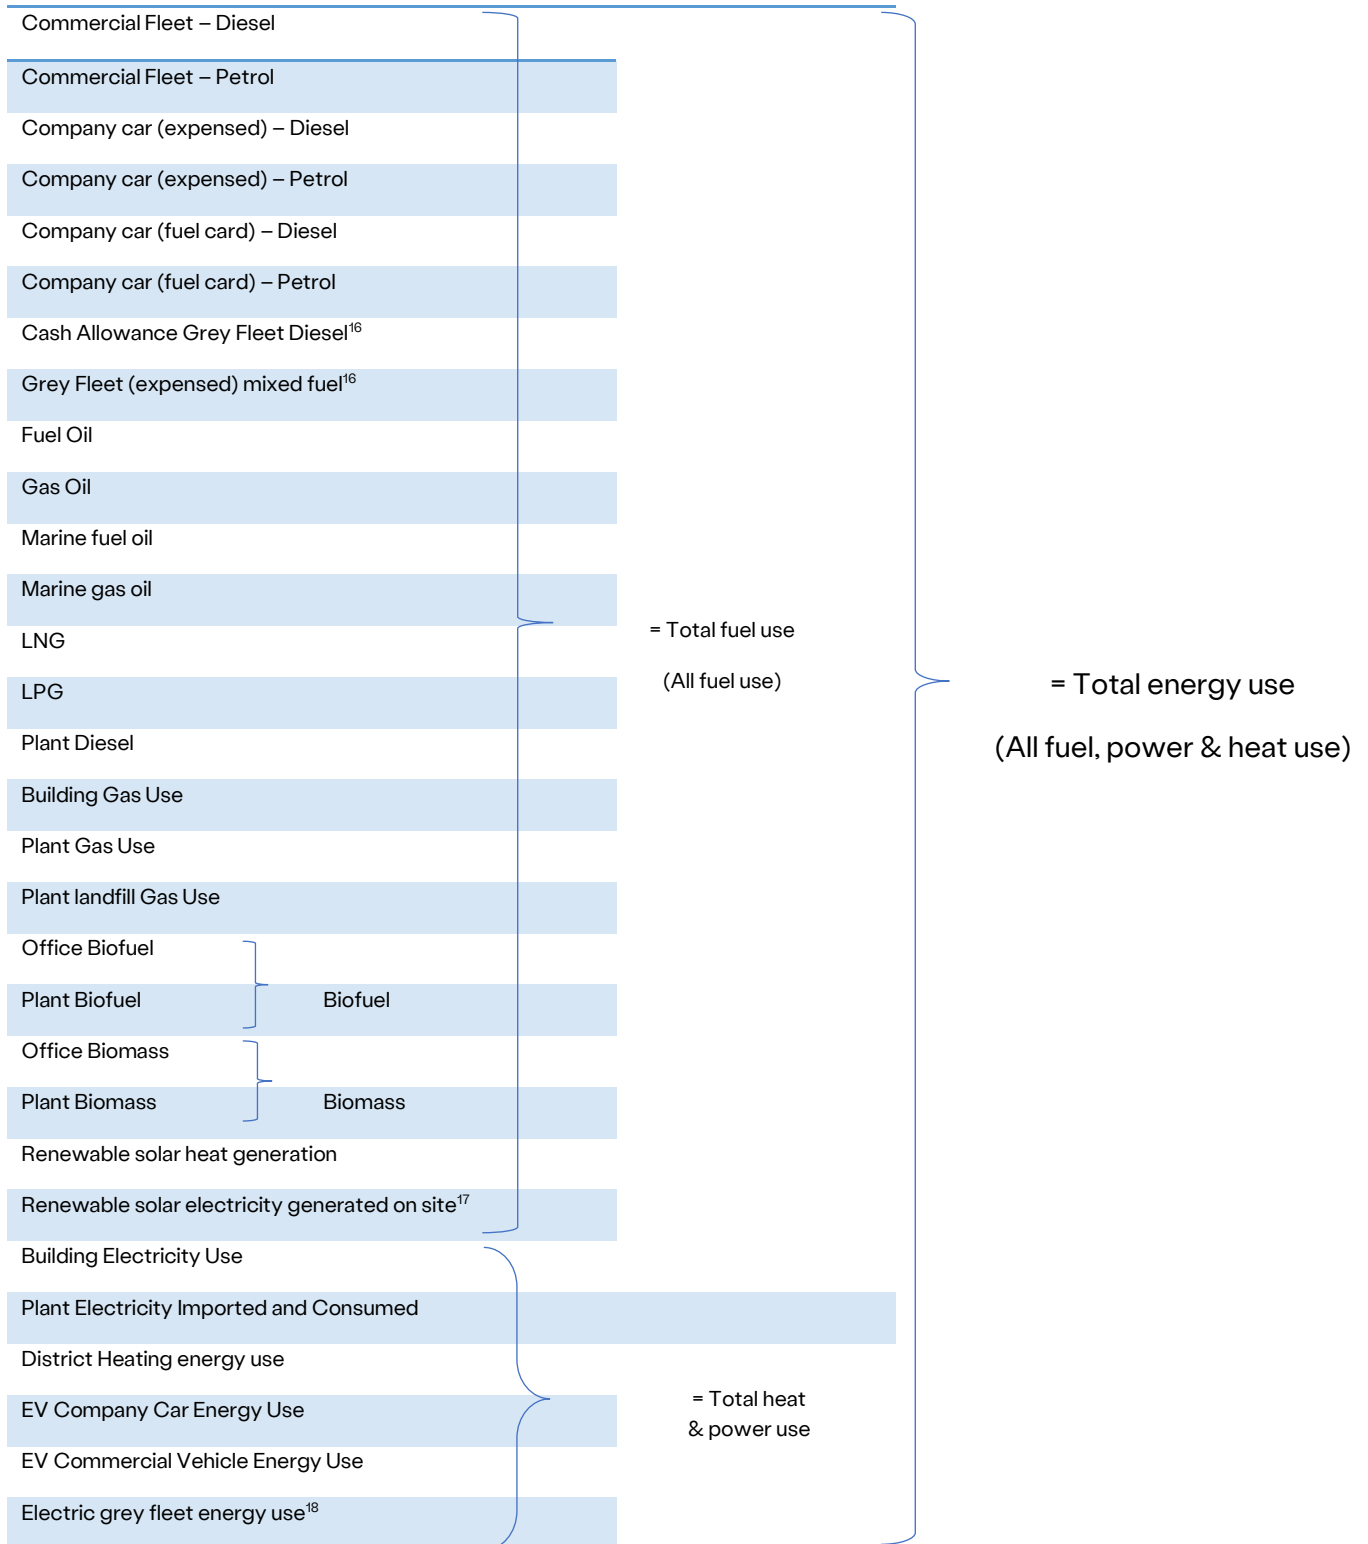 Commercial Fleet – Diesel
Commercial Fleet – Petrol
Company car (expensed) – Diesel
Company car (expensed) – Petrol
Company car (fuel card) – Diesel
Company car (fuel card) – Petrol
Cash Allowance Grey Fleet Diesel16
Grey Fleet (expensed) mixed fuel16
Fuel Oil
Gas Oil
Marine fuel oil
Marine gas oil
LNG
LPG
Plant Diesel
Building Gas Use
Plant Gas Use
Plant landfill Gas Use
Office Biofuel
Plant Biofuel
Biofuel
Office Biomass
Plant Biomass
Biomass
Renewable solar heat generation
Renewable solar electricity generated on site17
= Total fuel use
(All fuel use)
Building Electricity Use
Plant Electricity Imported and Consumed
District Heating energy use
EV Company Car Energy Use
EV Commercial Vehicle Energy Use
Electric grey fleet energy use18
= Total heat
& power use
= Total energy use
(All fuel, power & heat use)